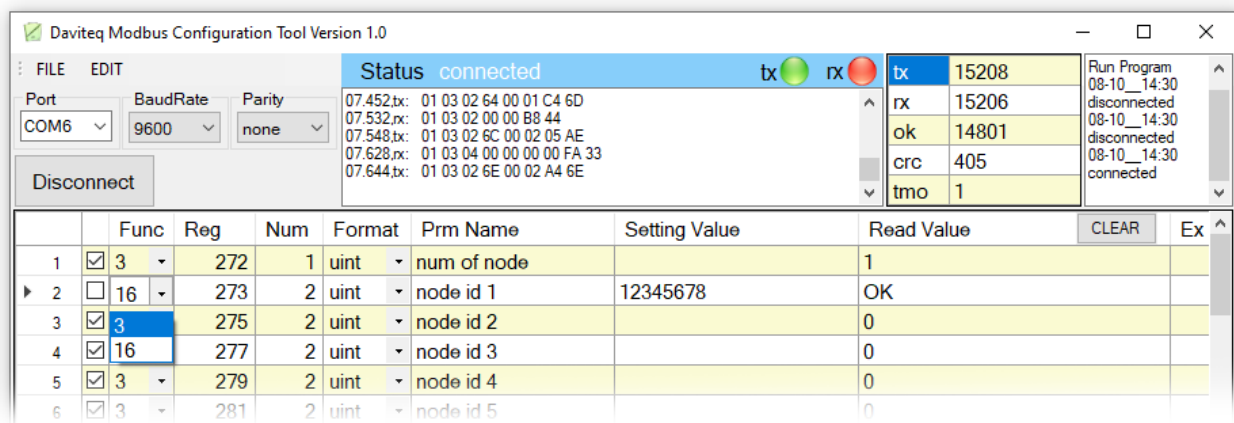 Daviteq Modbus Configuration Tool Version 1.0
FILE EDIT
Status connected tx rx
Port BaudRate Parity
COM6 9600 none
Disconnect
07.452,tx: 01 03 02 64 00 01 C4 6D
07.532,rx: 01 03 02 00 00 B8 44
07.548,tx: 01 03 02 6C 00 02 05 AE
07.628,rx: 01 03 04 00 00 00 00 FA 33
07.644,tx: 01 03 02 6E 00 02 A4 6E
tx 15208
rx 15206
ok 14801
crc 405
tmo 1
Run Program
08-10__14:30
disconnected
08-10__14:30
disconnected
08-10__14:30
connected
Func Reg Num Format Prm Name Setting Value Read Value CLEAR Ex
1 3 272 1 uint num of node 1
2 16 273 2 uint node id 1 12345678 OK
3 3 275 2 uint node id 2 0
4 16 277 2 uint node id 3 0
5 3 279 2 uint node id 4 0
6 3 281 2 uint node id 5 0